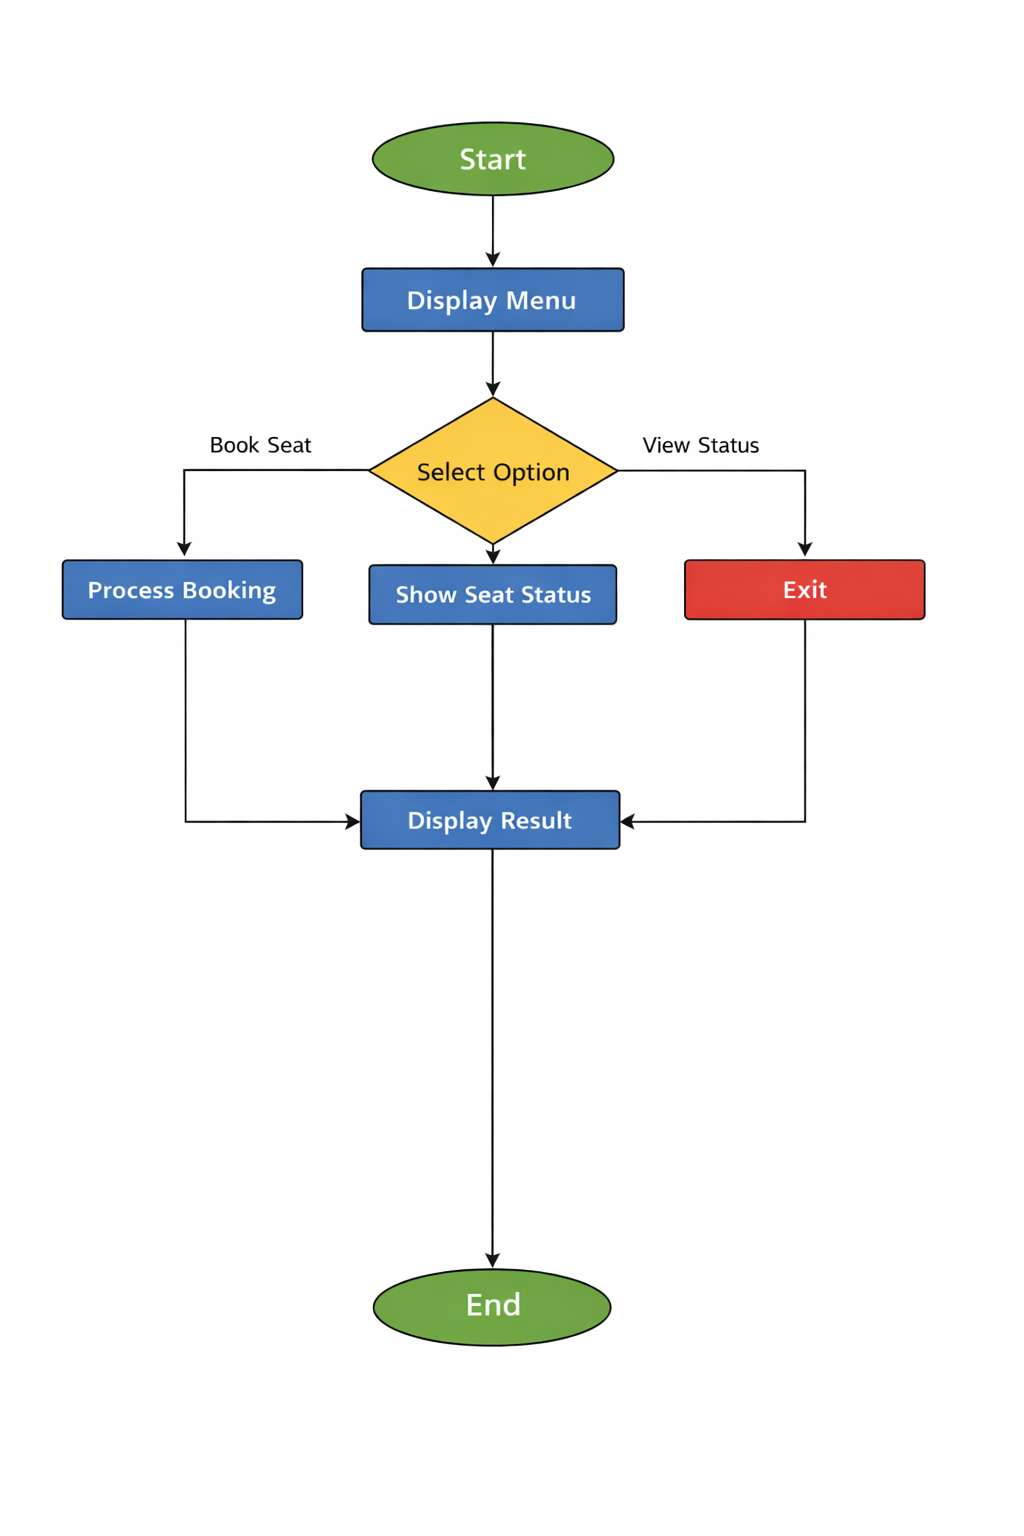 Start
Display Menu
Book Seat
View Status
Select Option
Process Booking
Show Seat Status
Exit
Display Result
End